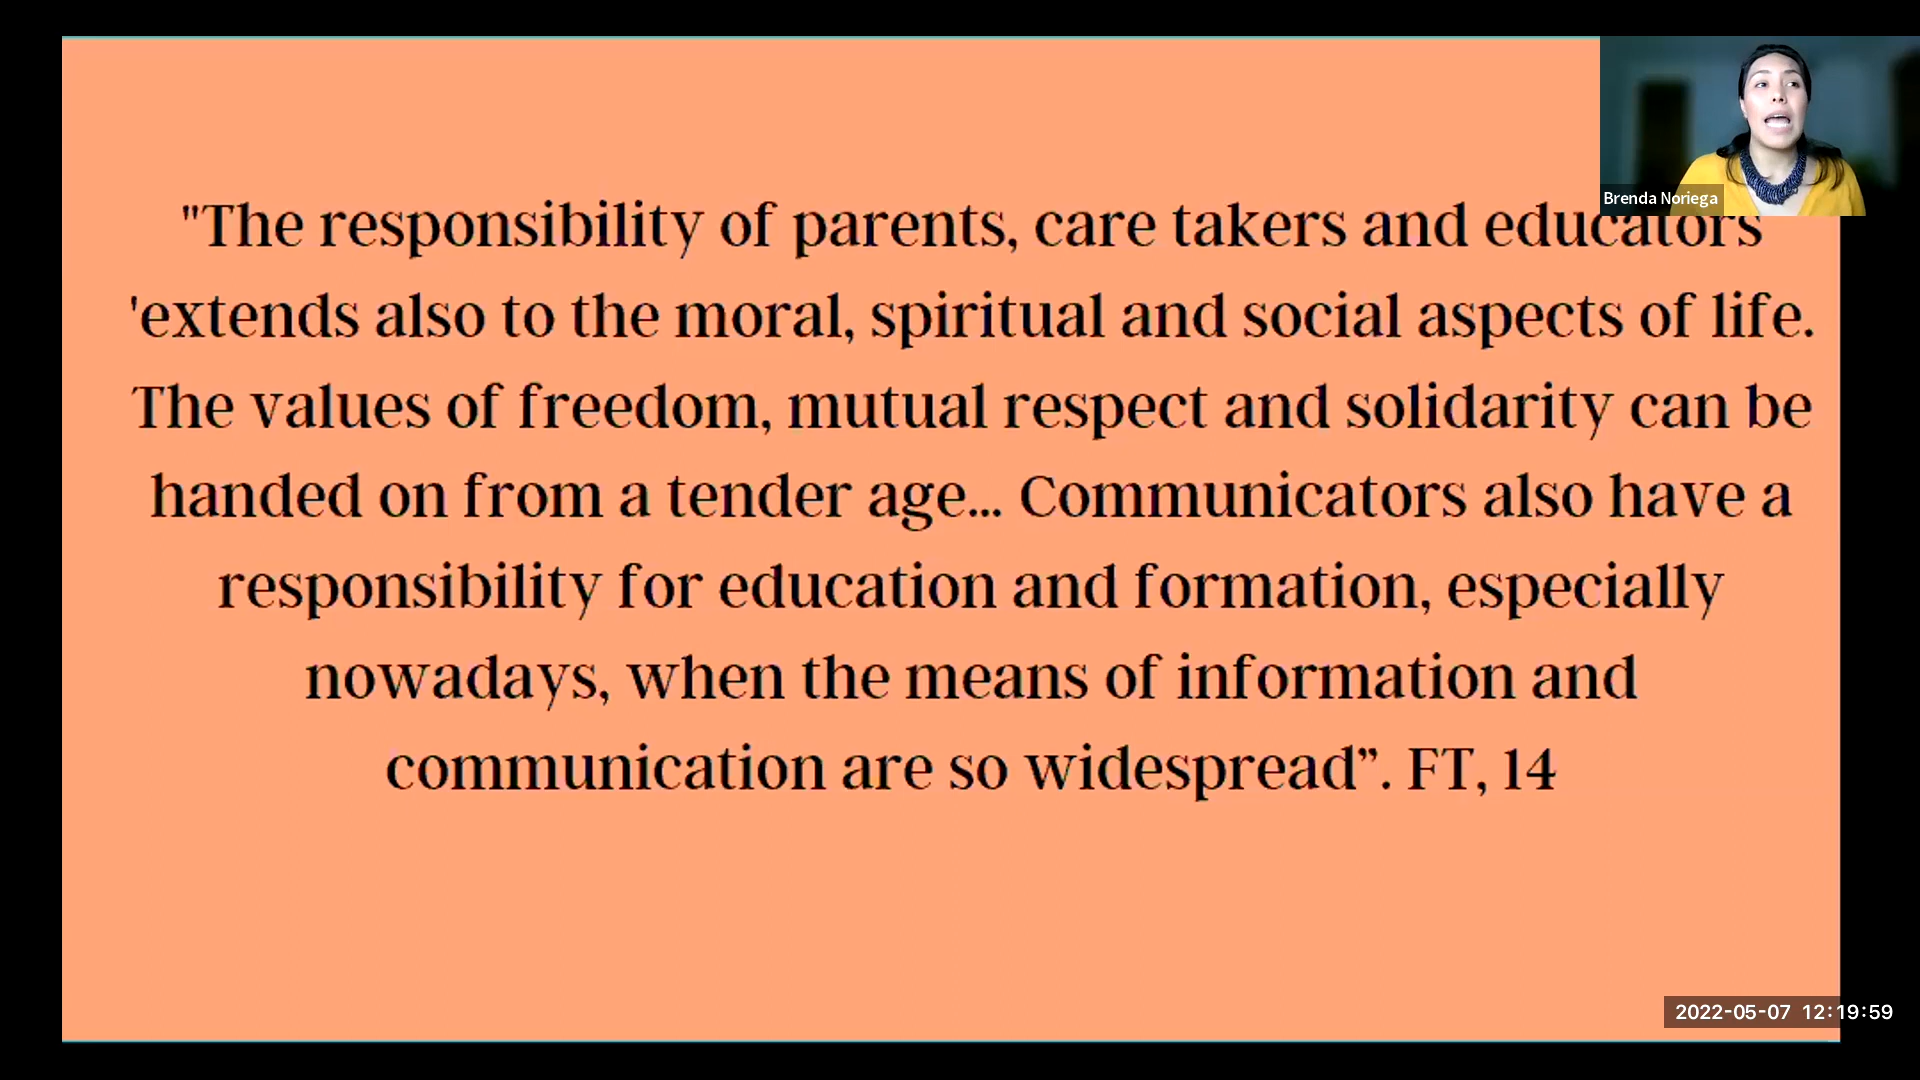 Brenda Noriega
"The responsibility of parents, care takers and educators
'extends also to the moral, spiritual and social aspects of life.
The values of freedom, mutual respect and solidarity can be
handed on from a tender age... Communicators also have a
responsibility for education and formation, especially
nowadays, when the means of information and
communication are so widespread”. FT, 14
2022-05-07 12:19:59